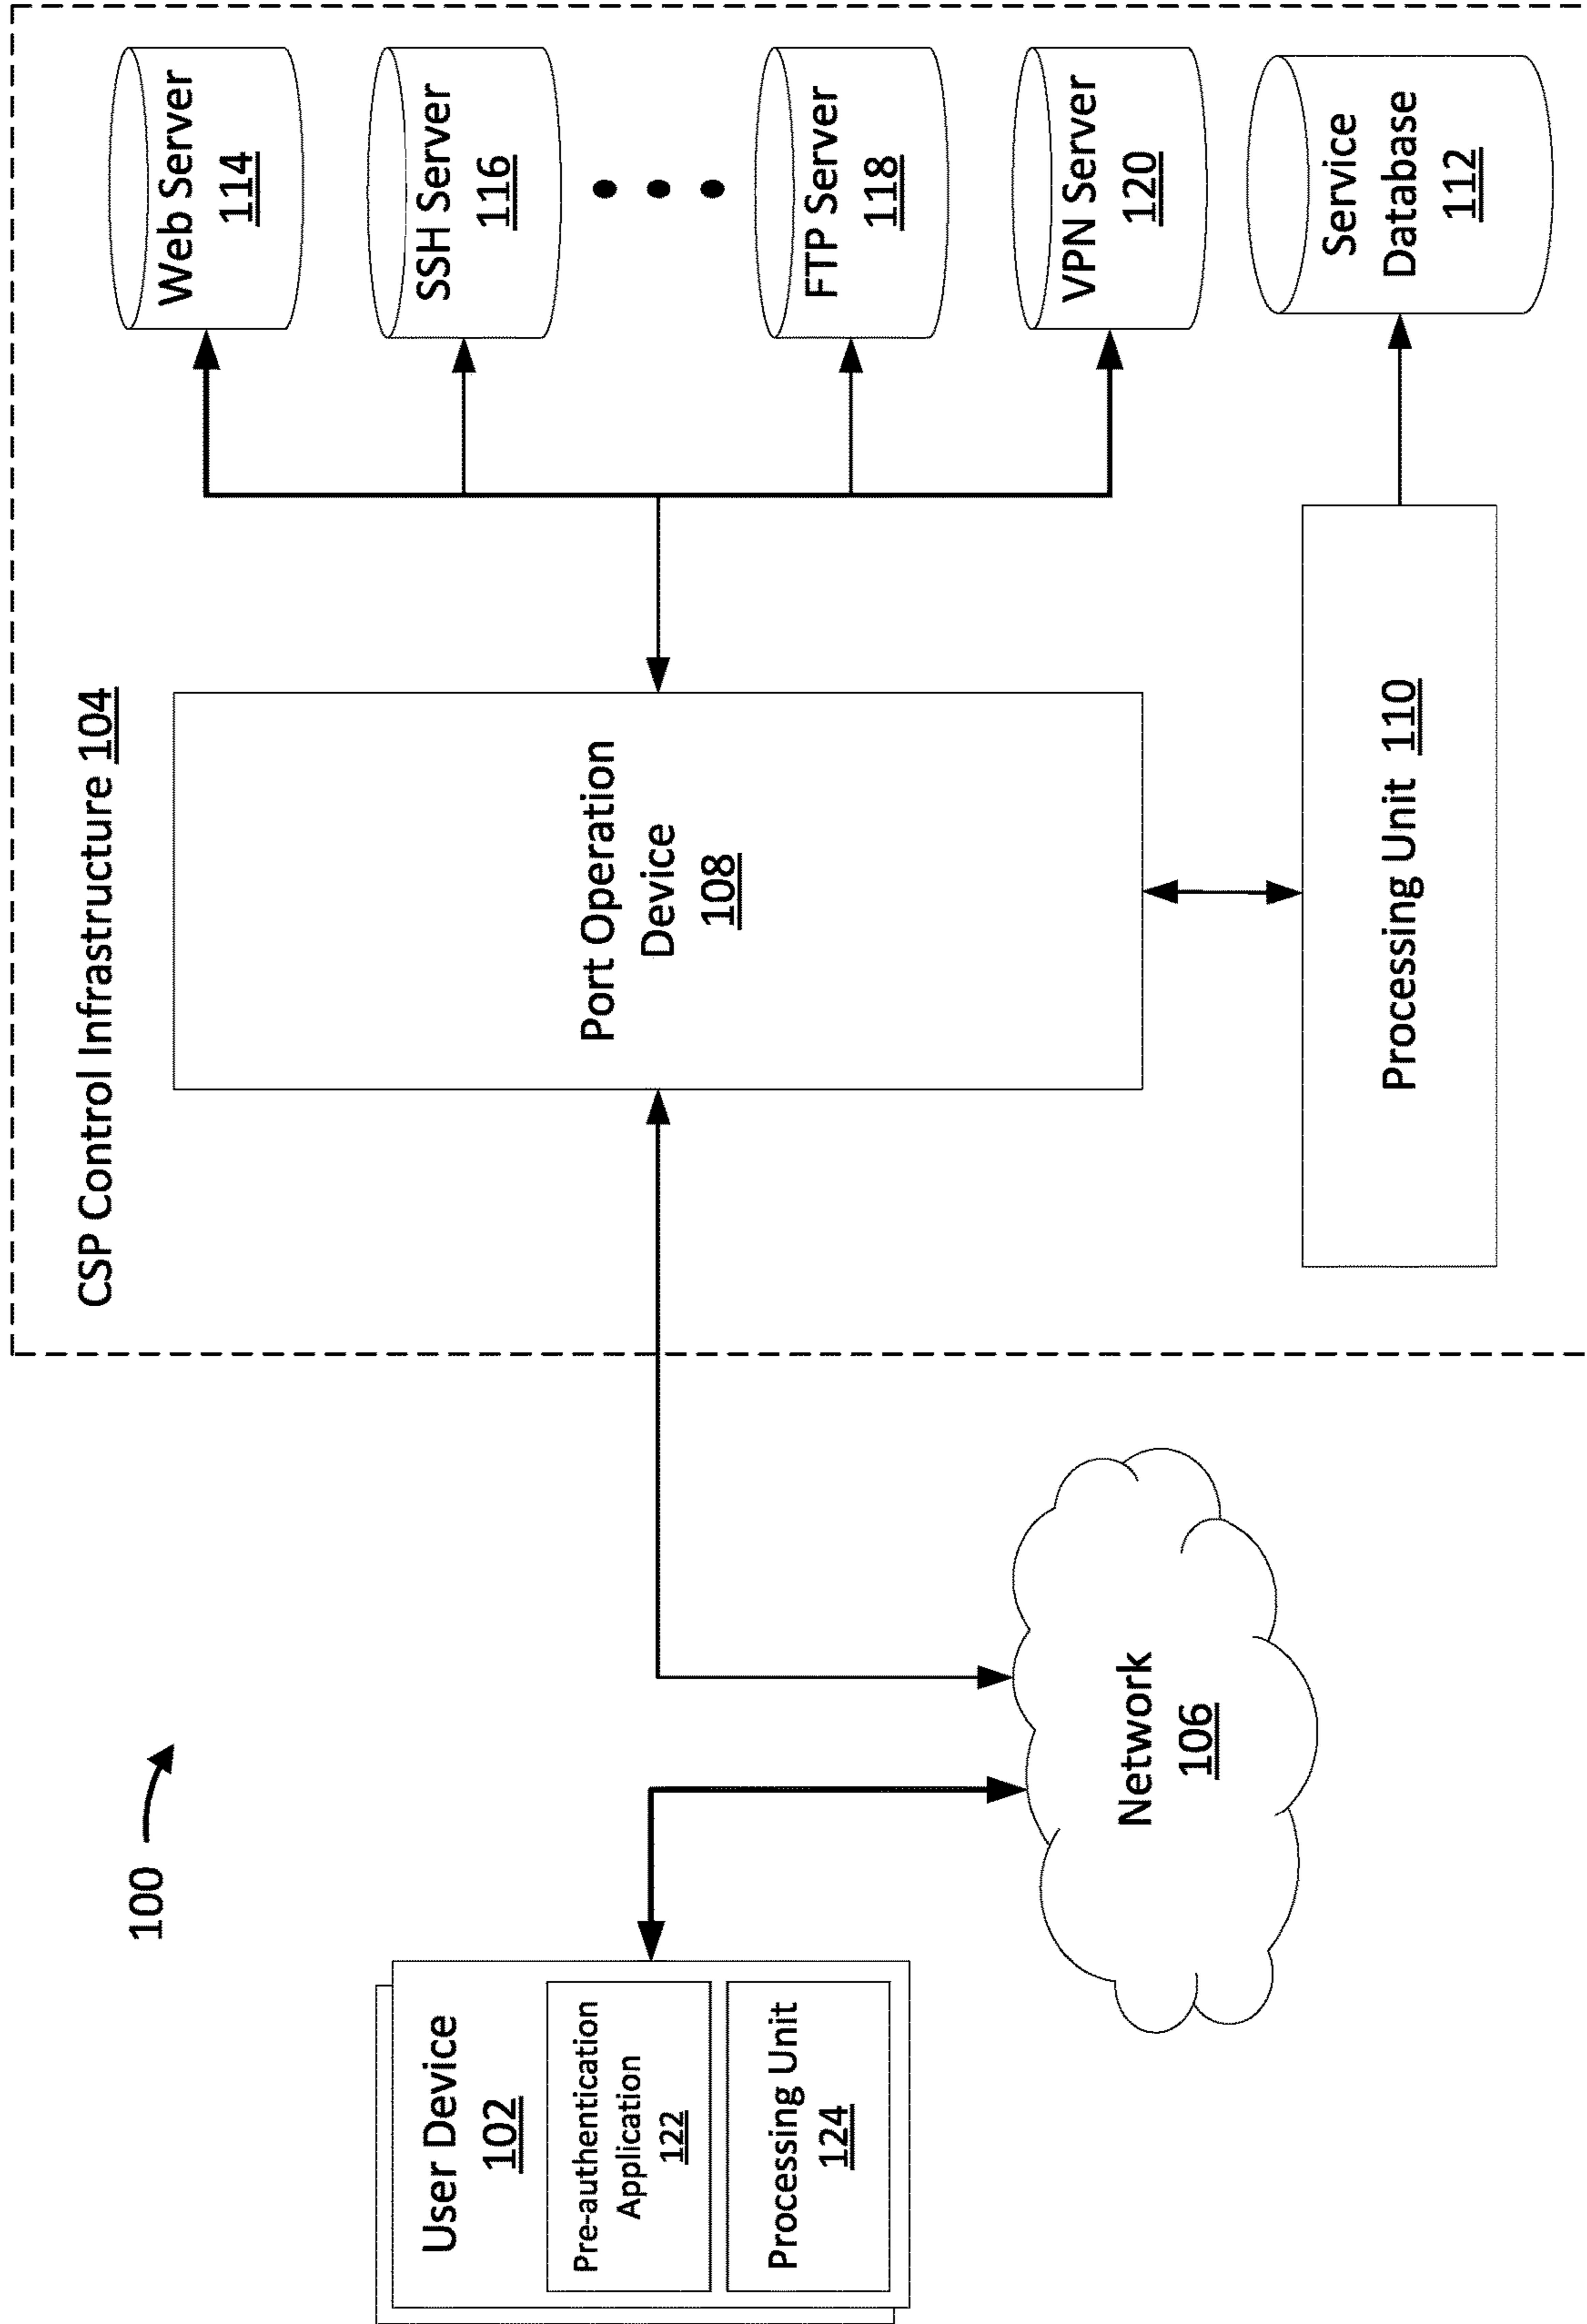 100
User Device
102
Pre-authentication
Application
122
Processing Unit
124
Network
106
CSP Control Infrastructure 104
Port Operation
Device
108
Processing Unit 110
Web Server
114
SSH Server
116
FTP Server
118
VPN Server
120
Service
Database
112